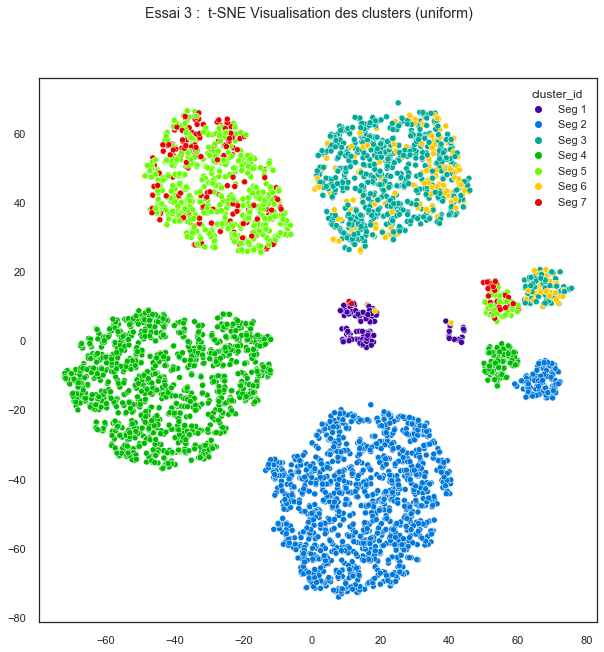 Essai 3 :  t-SNE Visualisation des clusters (uniform)
cluster_id
Seg 1
Seg 2
Seg 3
Seg 4
Seg 5
Seg 6
Seg 7
60
40
20
0
−20
−40
−60
−80
−60
−40
−20
0
20
40
60
80